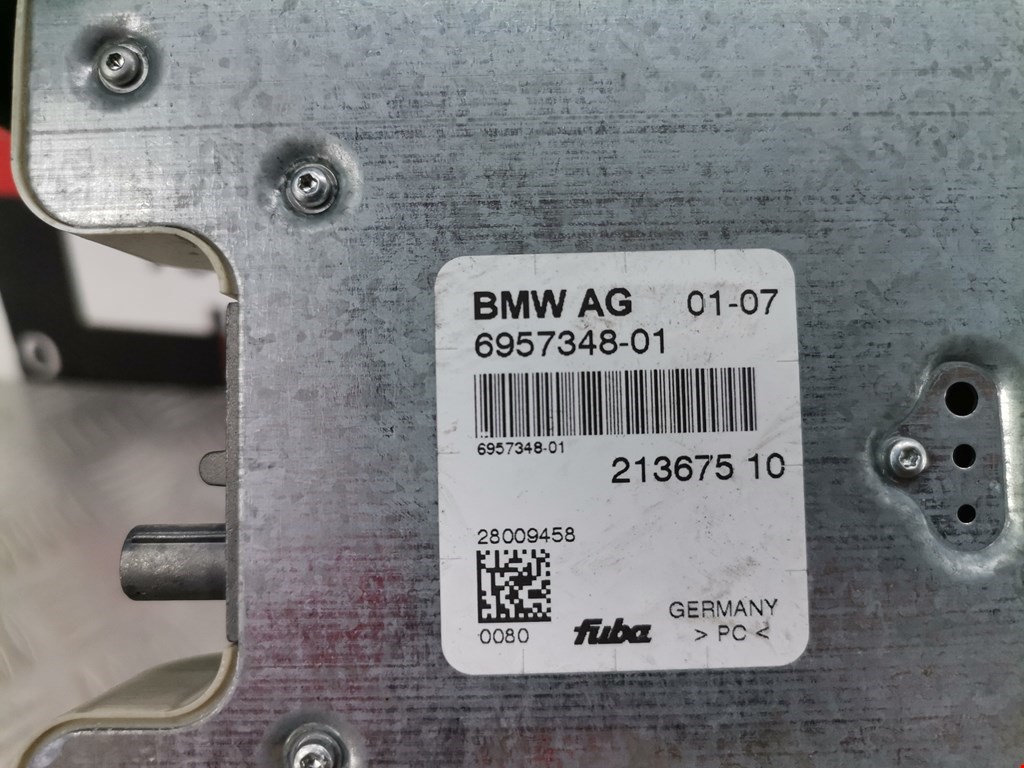 BMW AG 01-07
6957348-01
6957348-01
213675 10
28009458
0080
fuba
GERMANY
> PC <